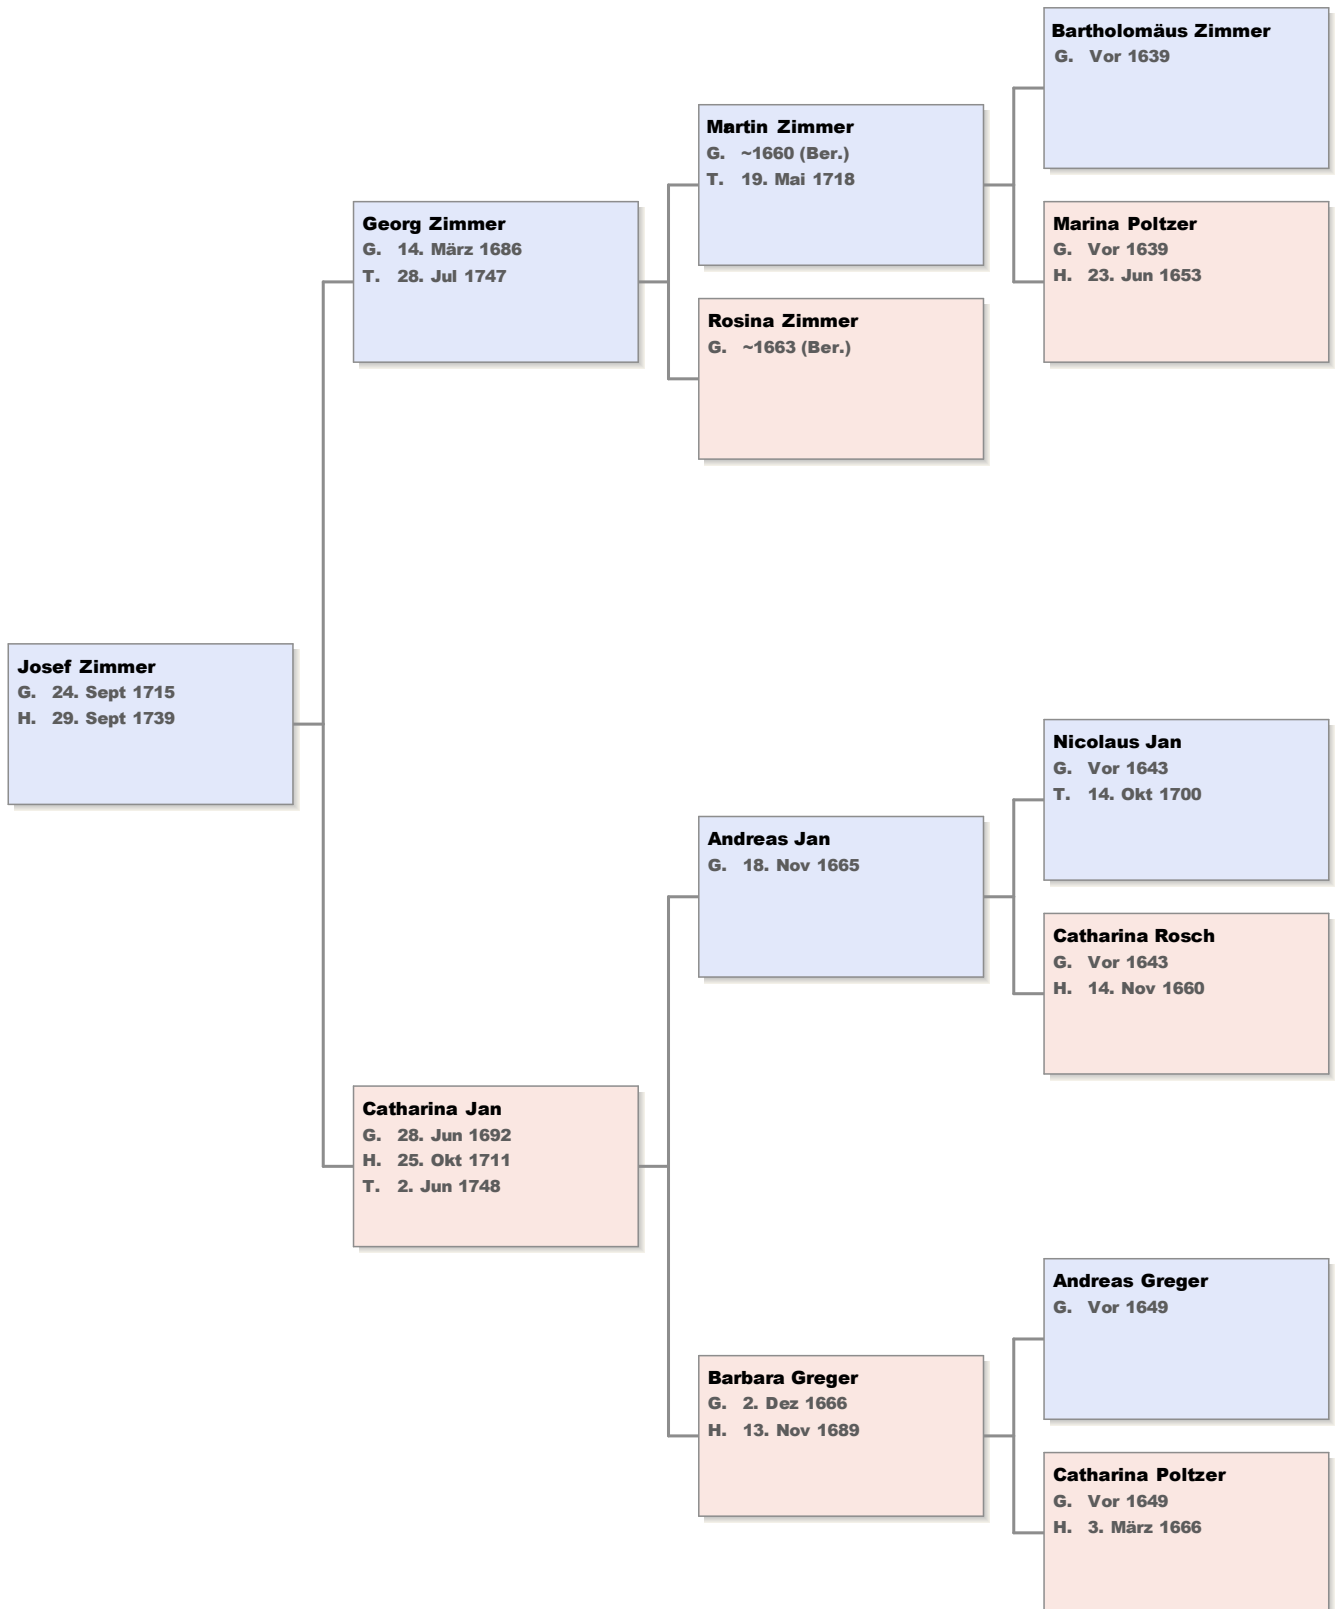 Bartholomäus Zimmer
G. Vor 1639
Martin Zimmer
G. ~1660 (Ber.)
T. 19. Mai 1718
Georg Zimmer
G. 14. März 1686
T. 28. Jul 1747
Marina Poltzer
G. Vor 1639
H. 23. Jun 1653
Rosina Zimmer
G. ~1663 (Ber.)
Josef Zimmer
G. 24. Sept 1715
H. 29. Sept 1739
Nicolaus Jan
G. Vor 1643
T. 14. Okt 1700
Andreas Jan
G. 18. Nov 1665
Catharina Rosch
G. Vor 1643
H. 14. Nov 1660
Catharina Jan
G. 28. Jun 1692
H. 25. Okt 1711
T. 2. Jun 1748
Andreas Greger
G. Vor 1649
Barbara Greger
G. 2. Dez 1666
H. 13. Nov 1689
Catharina Poltzer
G. Vor 1649
H. 3. März 1666